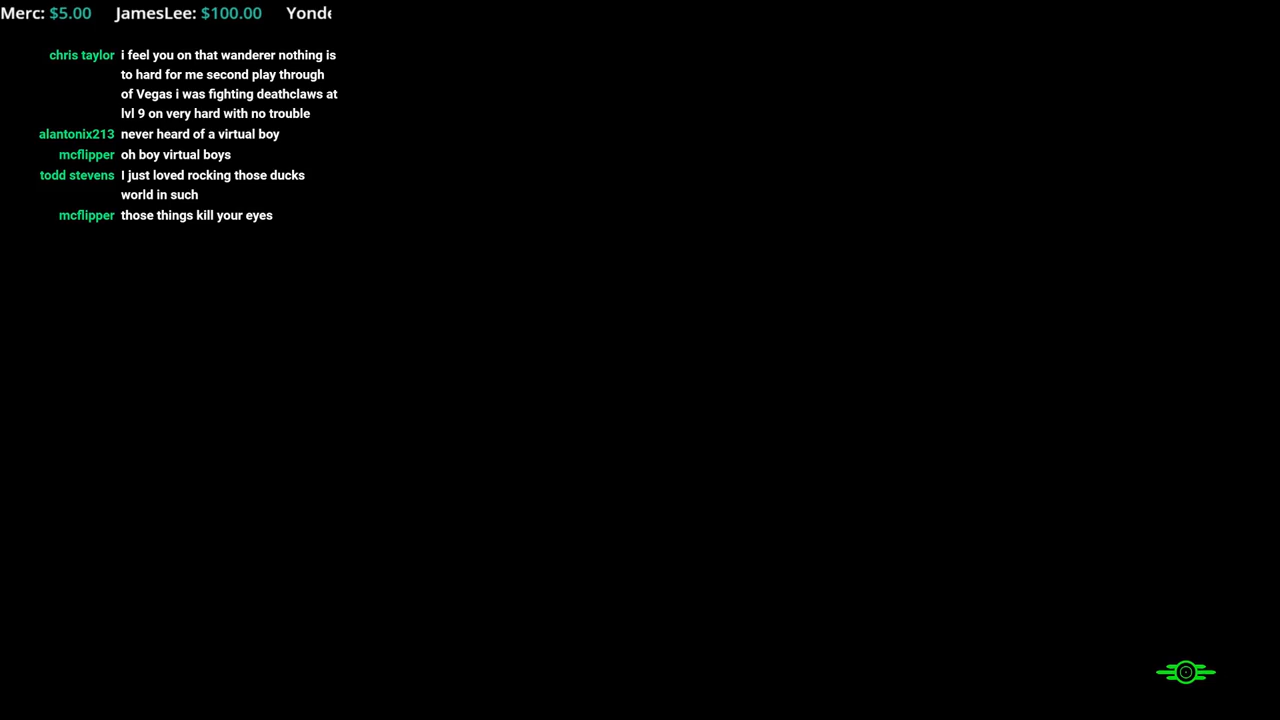 Merc: $5.00 JamesLee: $100.00 Yond
chris taylor i feel you on that wanderer nothing is
to hard for me second play through
of Vegas i was fighting deathclaws at
lvl 9 on very hard with no trouble
alantonix213 never heard of a virtual boy
mcflipper oh boy virtual boys
todd stevens I just loved rocking those ducks
world in such
mcflipper those things kill your eyes